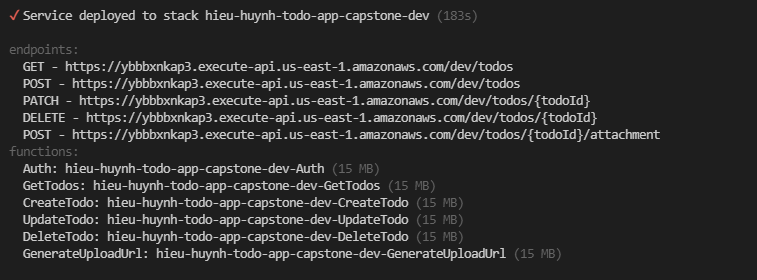 ✓ Service deployed to stack hieu-huynh-todo-app-capstone-dev (183s)
endpoints:
GET - https://ybbbxnkap3.execute-api.us-east-1.amazonaws.com/dev/todos
POST - https://ybbbxnkap3.execute-api.us-east-1.amazonaws.com/dev/todos
PATCH - https://ybbbxnkap3.execute-api.us-east-1.amazonaws.com/dev/todos/{todoId}
DELETE - https://ybbbxnkap3.execute-api.us-east-1.amazonaws.com/dev/todos/{todoId}
POST - https://ybbbxnkap3.execute-api.us-east-1.amazonaws.com/dev/todos/{todoId}/attachment
functions:
Auth: hieu-huynh-todo-app-capstone-dev-Auth (15 MB)
GetTodos: hieu-huynh-todo-app-capstone-dev-GetTodos (15 MB)
CreateTodo: hieu-huynh-todo-app-capstone-dev-CreateTodo (15 MB)
UpdateTodo: hieu-huynh-todo-app-capstone-dev-UpdateTodo (15 MB)
DeleteTodo: hieu-huynh-todo-app-capstone-dev-DeleteTodo (15 MB)
GenerateUploadUrl: hieu-huynh-todo-app-capstone-dev-GenerateUploadUrl (15 MB)